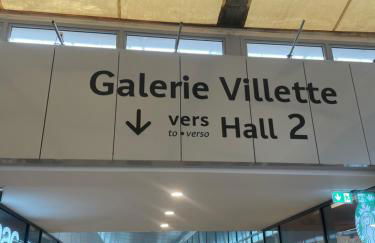 Galerie Villette
↓ vers Hall 2
to • verso